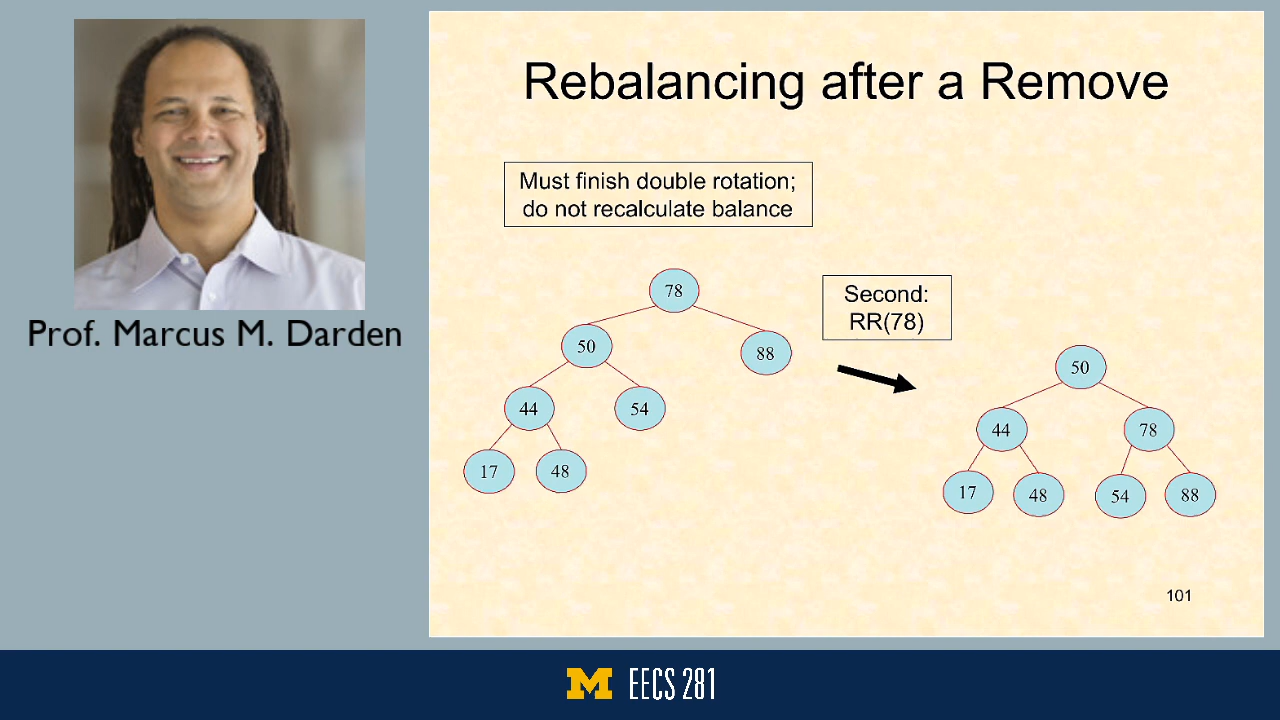 Prof. Marcus M. Darden
Rebalancing after a Remove
Must finish double rotation;
do not recalculate balance
78
50
88
44
54
17
48
Second:
RR(78)
50
44
78
17
48
54
88
101
M EECS 281